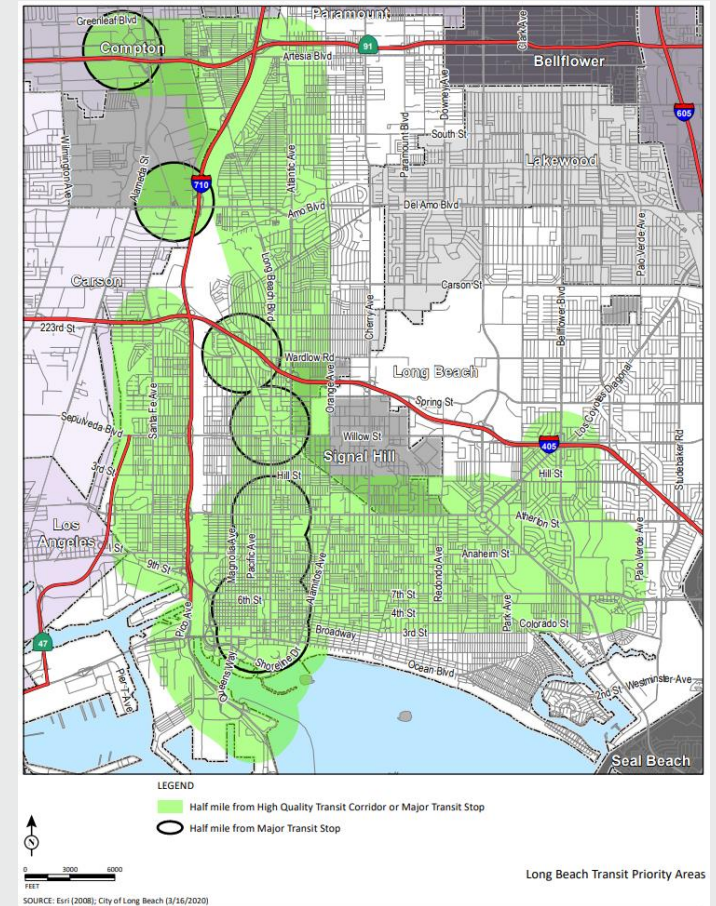 Paramount
Greenleaf Blvd
Compton
Clark Ave
91
Artesia Blvd
Bellflower
Downey Ave
605
Wilmington Ave
Alameda St
Atlantic Ave
Paramount Blvd
South St
Lakewood
710
Amo Blvd
Del Amo Blvd
Palo Verde Ave
Carson
Long Beach Blvd
Carson St
223rd St
Cherry Ave
Bellflower Blvd
Wardlow Rd
Long Beach
Los Coyotes Diagonal
Santa Fe Ave
Orange Ave
Spring St
Sepulveda Blvd
Willow St
405
3rd St
Signal Hill
Studebaker Rd
Hill St
Hill St
Los
Angeles
I St
Magnolia Ave
Pacific Ave
Atherton St
9th St
Alamitos Ave
Anaheim St
Redondo Ave
Palo Verde Ave
6th St
7th St
4th St
Park Ave
Pico Ave
Broadway
3rd St
Colorado St
47
Shoreline Dr
Ocean Blvd
Pier T Ave
Queens Way
2nd St
Westminster Ave
Seal Beach
LEGEND
Half mile from High Quality Transit Corridor or Major Transit Stop
Half mile from Major Transit Stop
N
0 3000 6000
FEET
Long Beach Transit Priority Areas
SOURCE: Esri (2008); City of Long Beach (3/16/2020)